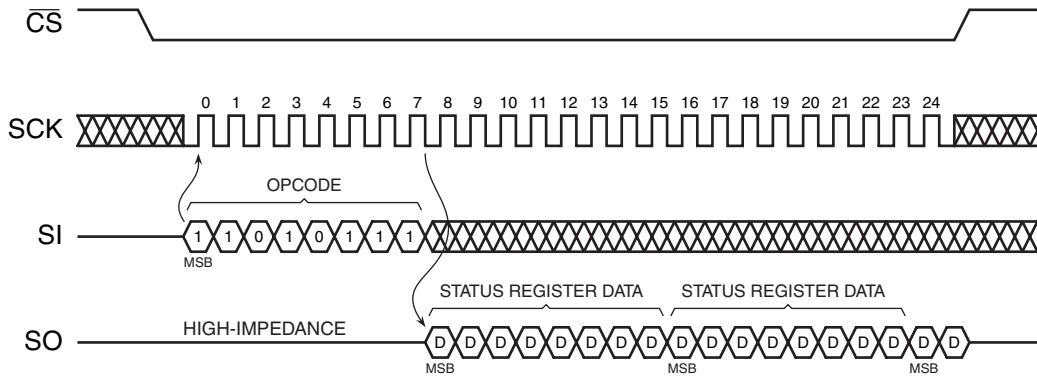 CS
0 1 2 3 4 5 6 7 8 9 10 11 12 13 14 15 16 17 18 19 20 21 22 23 24
SCK
OPCODE
SI 1 1 0 1 0 1 1 1
MSB
STATUS REGISTER DATA STATUS REGISTER DATA
HIGH-IMPEDANCE
SO D D D D D D D D D D D D D D D D D D
MSB MSB MSB